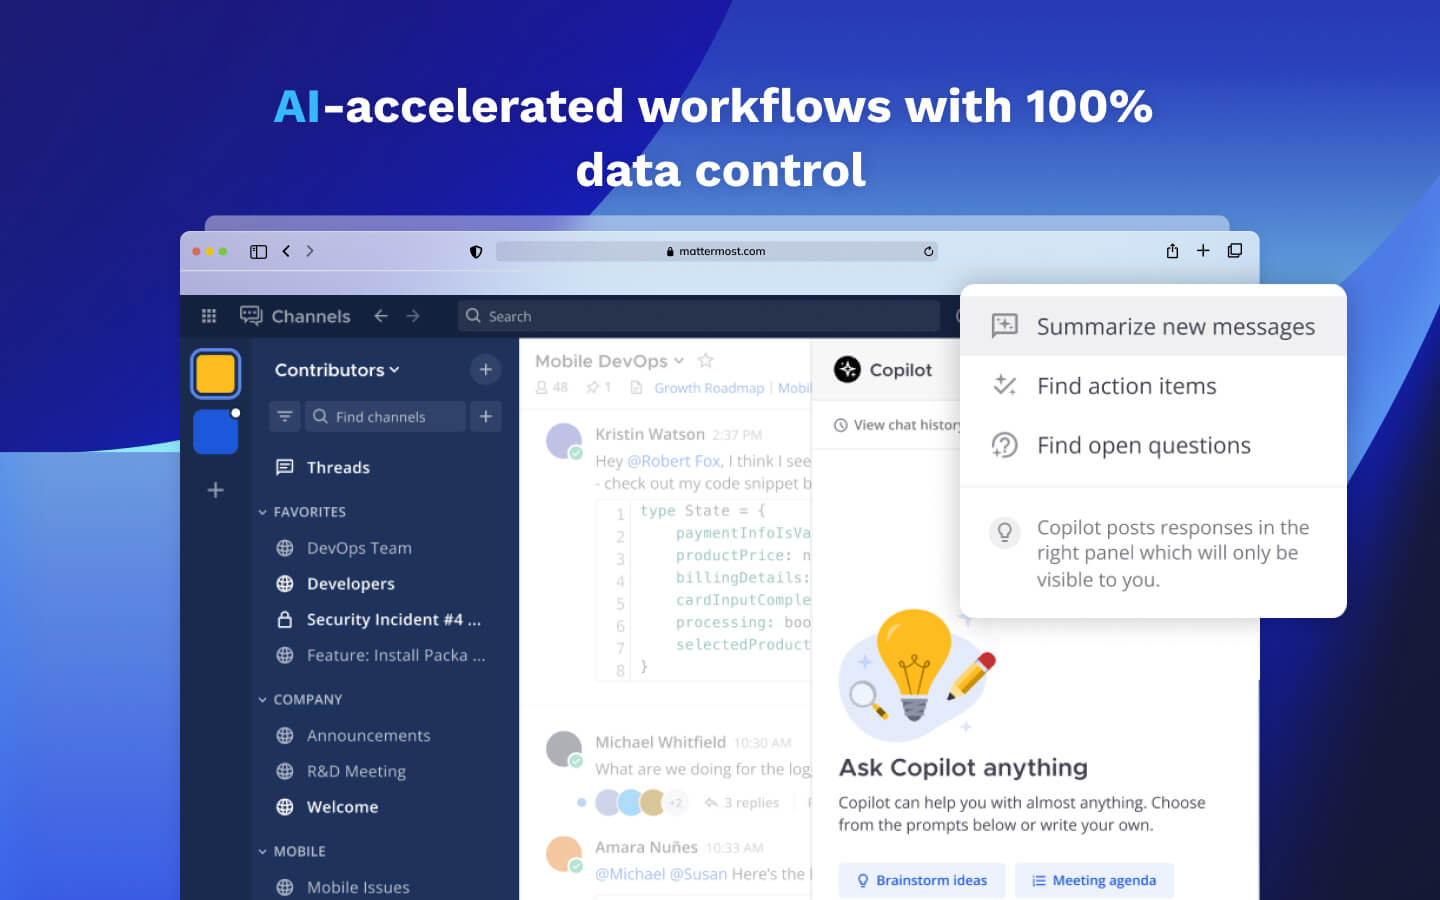 AI-accelerated workflows with 100%
data control
mattermost.com
Channels
Search
Contributors
Find channels
Threads
FAVORITES
DevOps Team
Developers
Security Incident #4 ...
Feature: Install Packa ...
COMPANY
Announcements
R&D Meeting
Welcome
MOBILE
Mobile Issues
Mobile DevOps
48
1
Growth Roadmap | Mobil
Kristin Watson 2:37 PM
Hey @Robert Fox, I think I see
- check out my code snippet b
1 type State = {
2 paymentInfoIsVa
3 productPrice: n
4 billingDetails:
5 cardInputComple
6 processing: boo
7 selectedProduct
8 }
Michael Whitfield 10:30 AM
What are we doing for the log
+2
3 replies
Amara Nuñes 10:33 AM
@Michael @Susan Here's the
Copilot
View chat history
Ask Copilot anything
Copilot can help you with almost anything. Choose
from the prompts below or write your own.
Brainstorm ideas
Meeting agenda
Summarize new messages
Find action items
Find open questions
Copilot posts responses in the
right panel which will only be
visible to you.